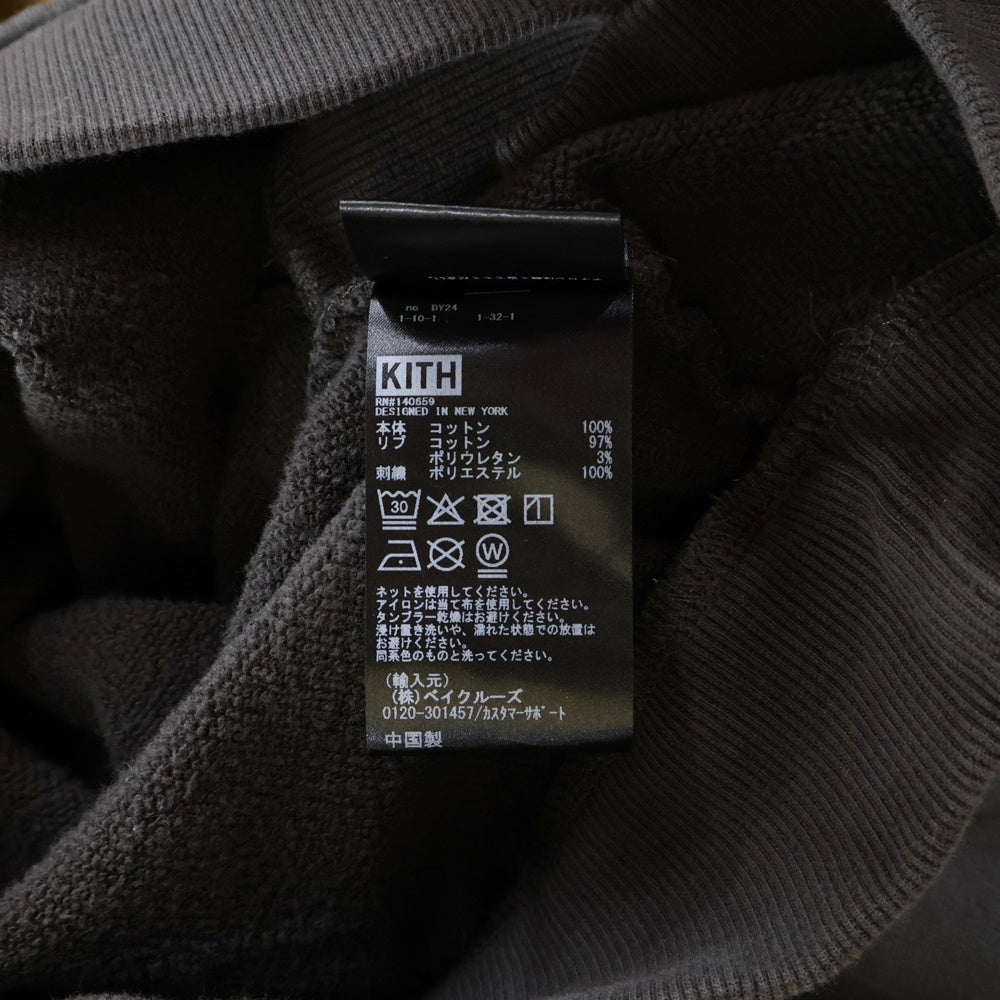 no DY24
1-10-1 1-32-1
KITH
RN#140659
DESIGNED IN NEW YORK
本体 コットン 100%
リブ コットン 97%
ポリウレタン 3%
刺繍 ポリエステル 100%
30
W
ネットを使用してください。
アイロンは当て布を使用してください。
タンブラー乾燥はお避けください。
浸け置き洗いや、濡れた状態での放置は
お避けください。
同系色のものと洗ってください。
(輸入元)
(株)ベイクルーズ
0120-301457/カスタマーサポート
中国製